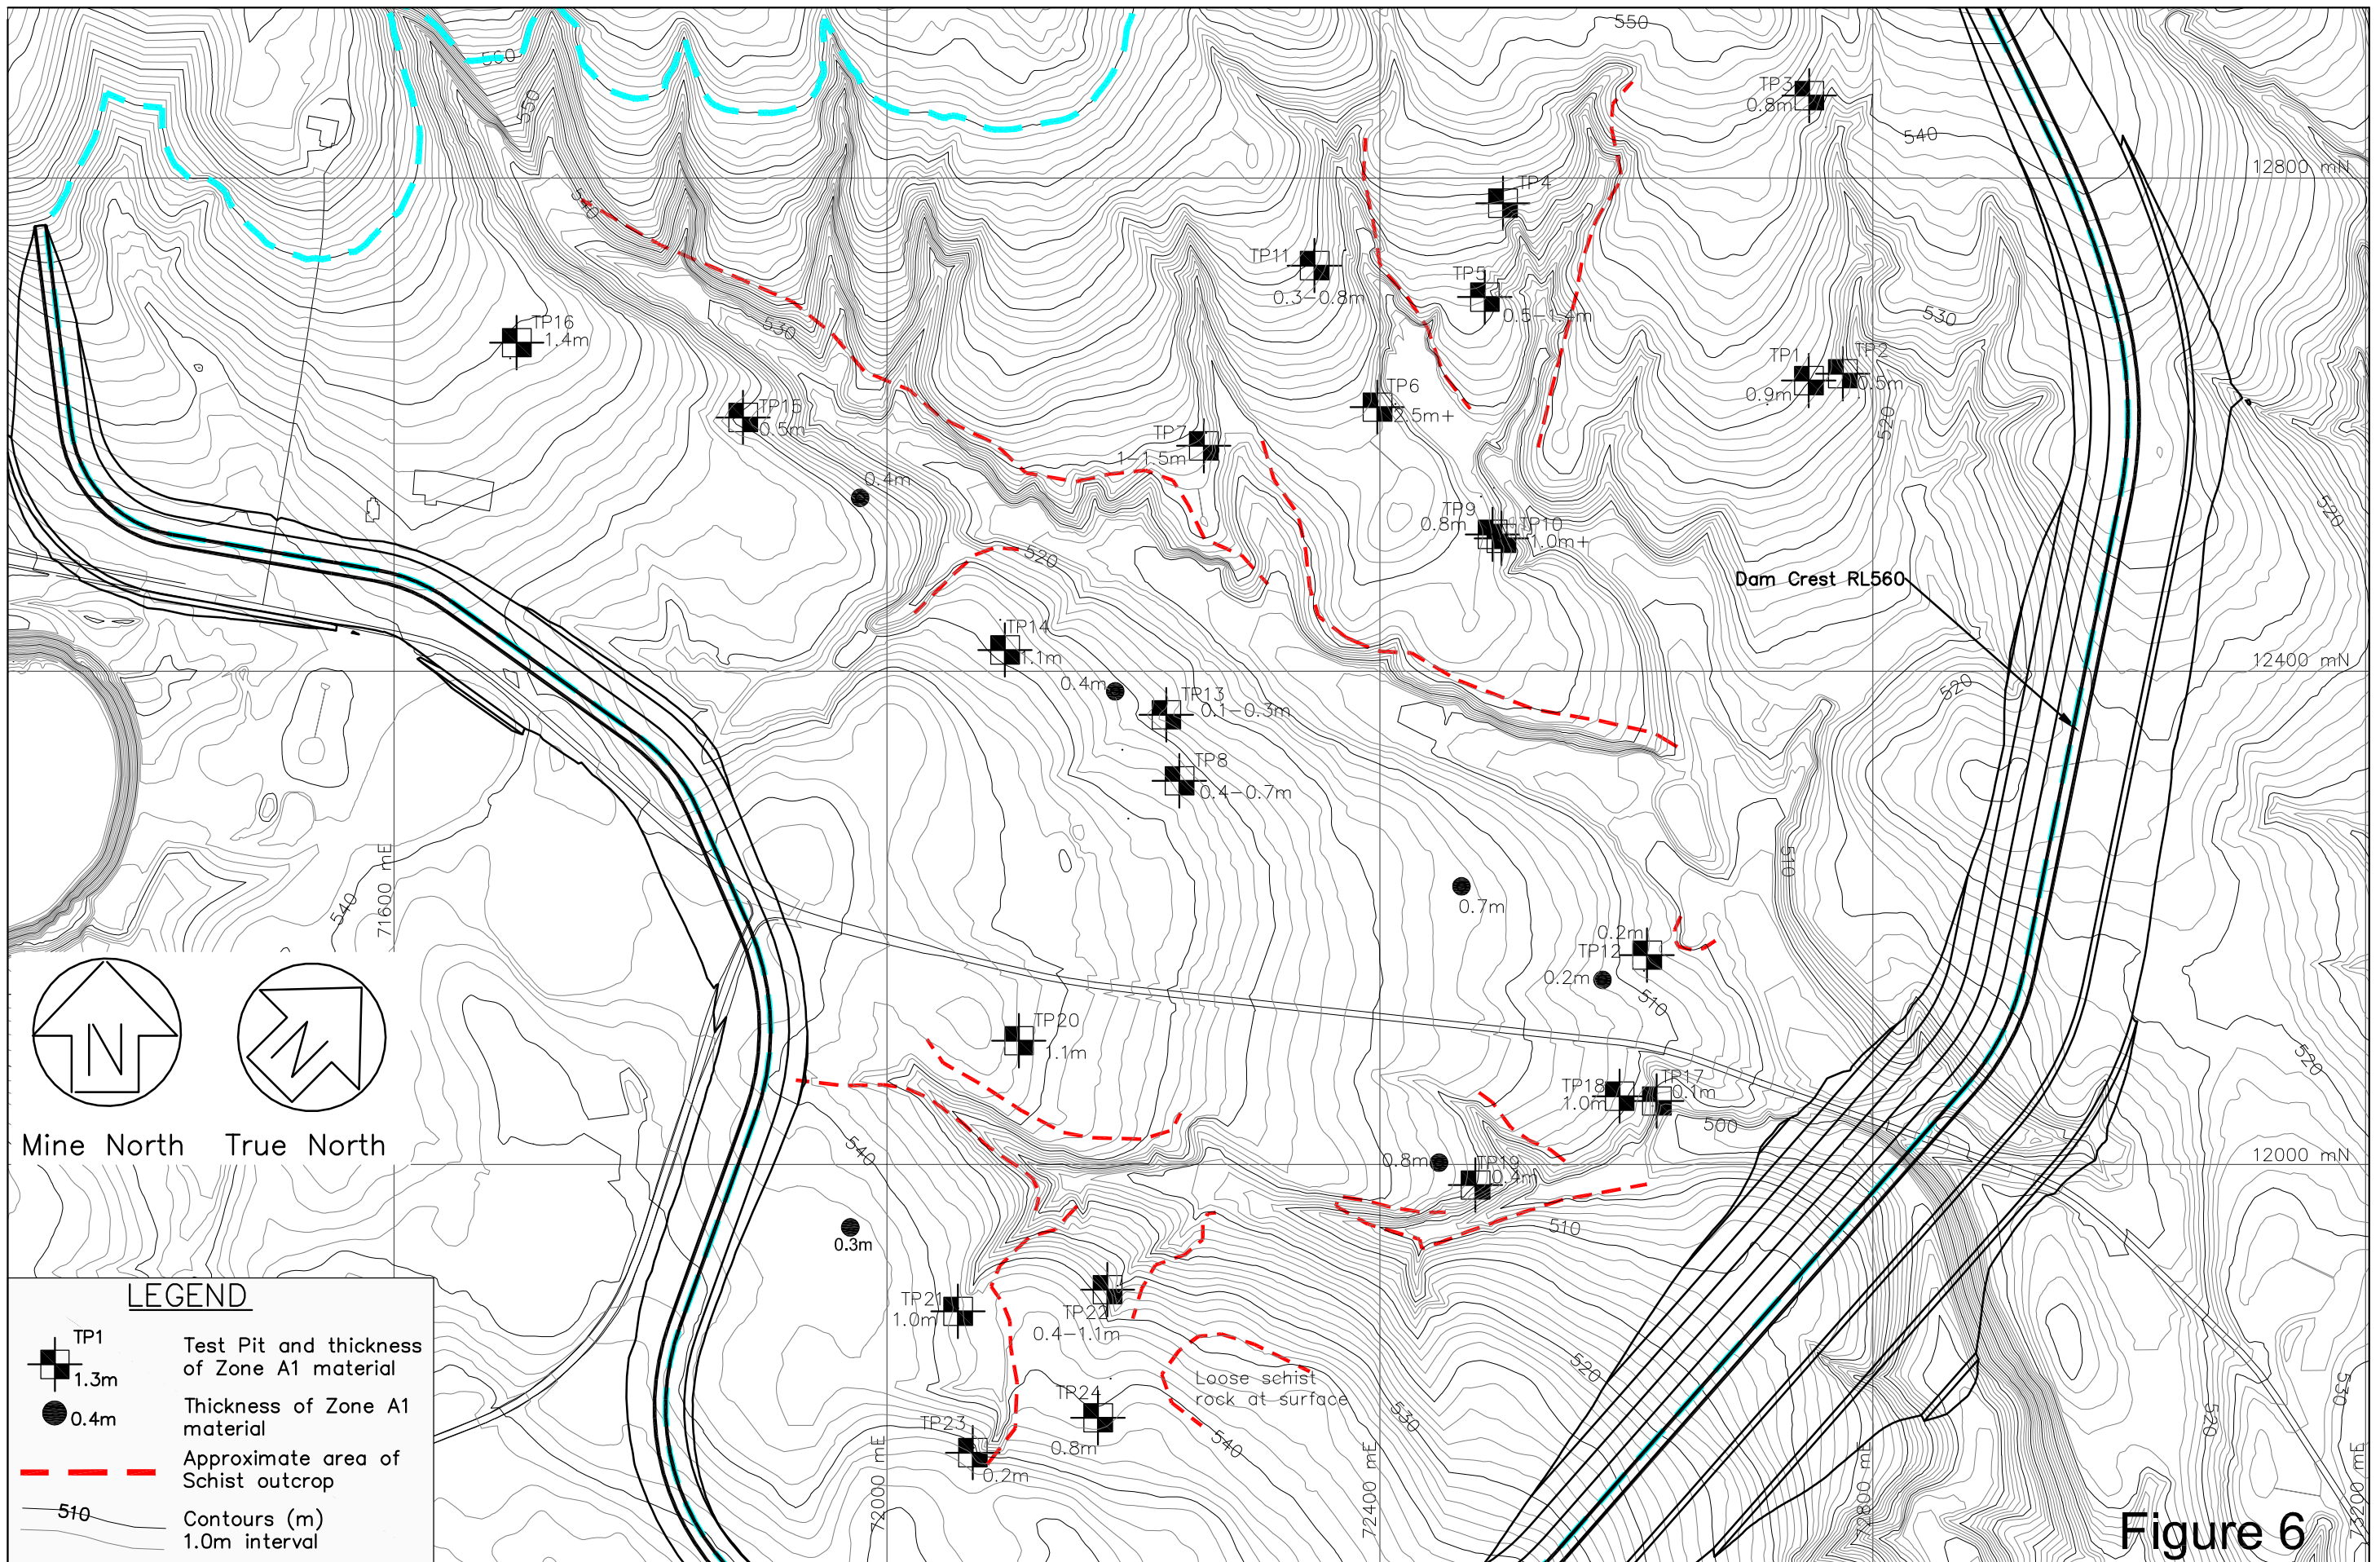 550
560
TP3
0.8m
550
540
12800 mN
TP4
540
TP11
0.3-0.8m
TP5
0.5-1.4m
530
530
TP16
1.4m
TP1
0.9m
TP2
0.5m
TP15
0.5m
TP6
2.5m+
520
TP7
1-1.5m
0.4m
TP9
0.8m
TP10
1.0m+
520
520
Dam Crest RL560
TP14
1.1m
12400 mN
0.4m
TP13
0.1-0.3m
520
TP8
0.4-0.7m
510
71600 mE
540
0.7m
0.2m
TP12
0.2m
510
TP20
1.1m
520
Mine North
True North
N
N
TP18
1.0m
TP17
0.1m
500
540
12000 mN
0.8m
TP19
0.4m
0.3m
510
TP21
1.0m
TP22
0.4-1.1m
520
Loose schist
rock at surface
530
530
520
TP24
0.8m
TP23
0.2m
540
72000 mE
72400 mE
72800 mE
73200 mE
LEGEND
TP1
1.3m
Test Pit and thickness
of Zone A1 material
0.4m
Thickness of Zone A1
material
Approximate area of
Schist outcrop
510
Contours (m)
1.0m interval
Figure 6